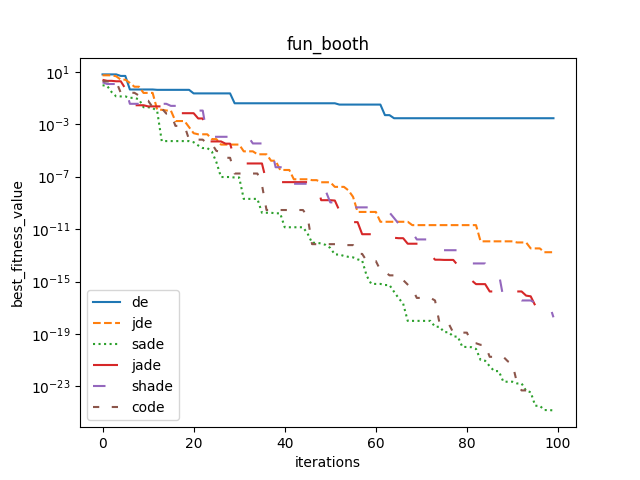 fun_booth
best_fitness_value
10^1
10^-3
10^-7
10^-11
10^-15
10^-19
10^-23
de
jde
sade
jade
shade
code
0 20 40 60 80 100
iterations